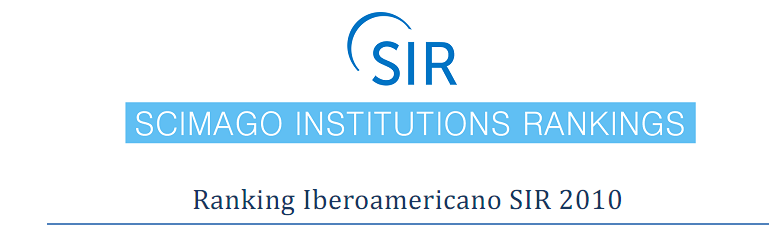 SIR
SCIMAGO INSTITUTIONS RANKINGS
Ranking Iberoamericano SIR 2010